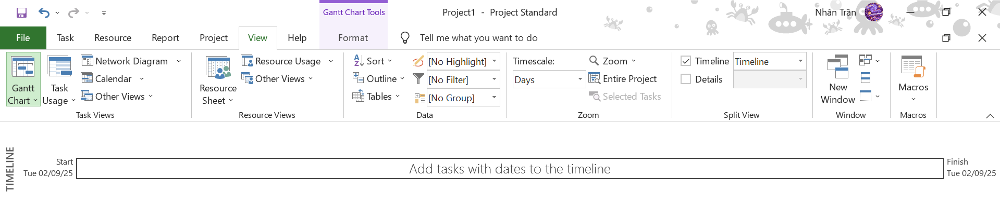 Gantt Chart Tools
Project1 - Project Standard
Nhân Trần
File Task Resource Report Project View Help Format Tell me what you want to do
Gantt Chart
Task Usage
Network Diagram
Calendar
Other Views
Task Views
Resource Sheet
Resource Usage
Other Views
Resource Views
Sort
Outline
Tables
[No Highlight]
[No Filter]
[No Group]
Data
Timescale:
Days
Zoom
Entire Project
Selected Tasks
Zoom
Timeline Timeline
Details
Split View
New Window
Window
Macros
Macros
TIMELINE
Start
Tue 02/09/25
Add tasks with dates to the timeline
Finish
Tue 02/09/25